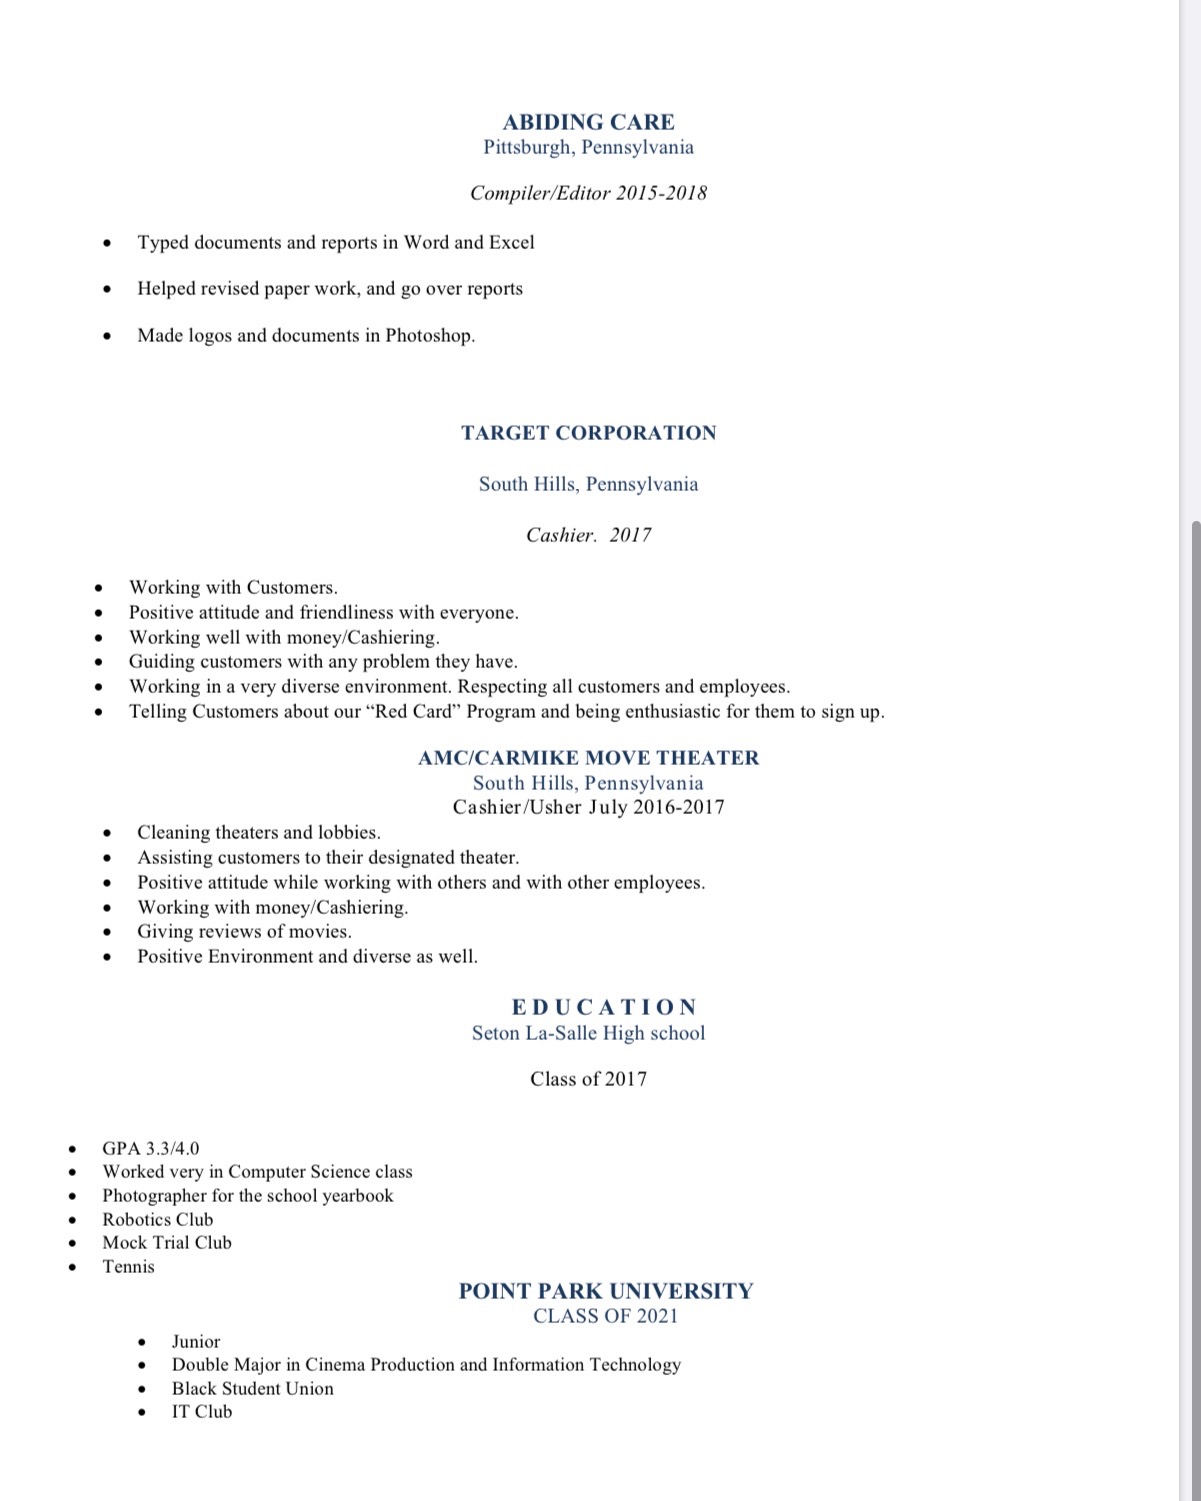 ABIDING CARE
Pittsburgh, Pennsylvania
Compiler/Editor 2015-2018
• Typed documents and reports in Word and Excel
• Helped revised paper work, and go over reports
• Made logos and documents in Photoshop.
TARGET CORPORATION
South Hills, Pennsylvania
Cashier. 2017
• Working with Customers.
• Positive attitude and friendliness with everyone.
• Working well with money/Cashiering.
• Guiding customers with any problem they have.
• Working in a very diverse environment. Respecting all customers and employees.
• Telling Customers about our “Red Card” Program and being enthusiastic for them to sign up.
AMC/CARMIKE MOVE THEATER
South Hills, Pennsylvania
Cashier/Usher July 2016-2017
• Cleaning theaters and lobbies.
• Assisting customers to their designated theater.
• Positive attitude while working with others and with other employees.
• Working with money/Cashiering.
• Giving reviews of movies.
• Positive Environment and diverse as well.
EDUCATION
Seton La-Salle High school
Class of 2017
• GPA 3.3/4.0
• Worked very in Computer Science class
• Photographer for the school yearbook
• Robotics Club
• Mock Trial Club
• Tennis
POINT PARK UNIVERSITY
CLASS OF 2021
• Junior
• Double Major in Cinema Production and Information Technology
• Black Student Union
• IT Club